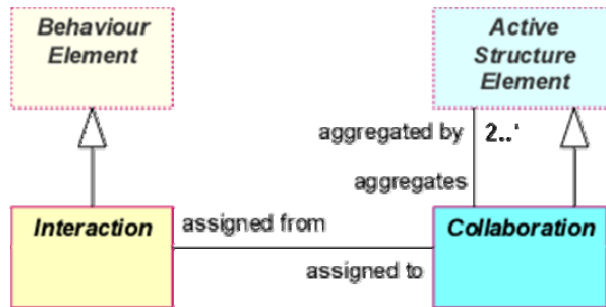 Behaviour
Element
Active
Structure
Element
aggregated by
2..*
aggregates
Interaction
assigned from
Collaboration
assigned to